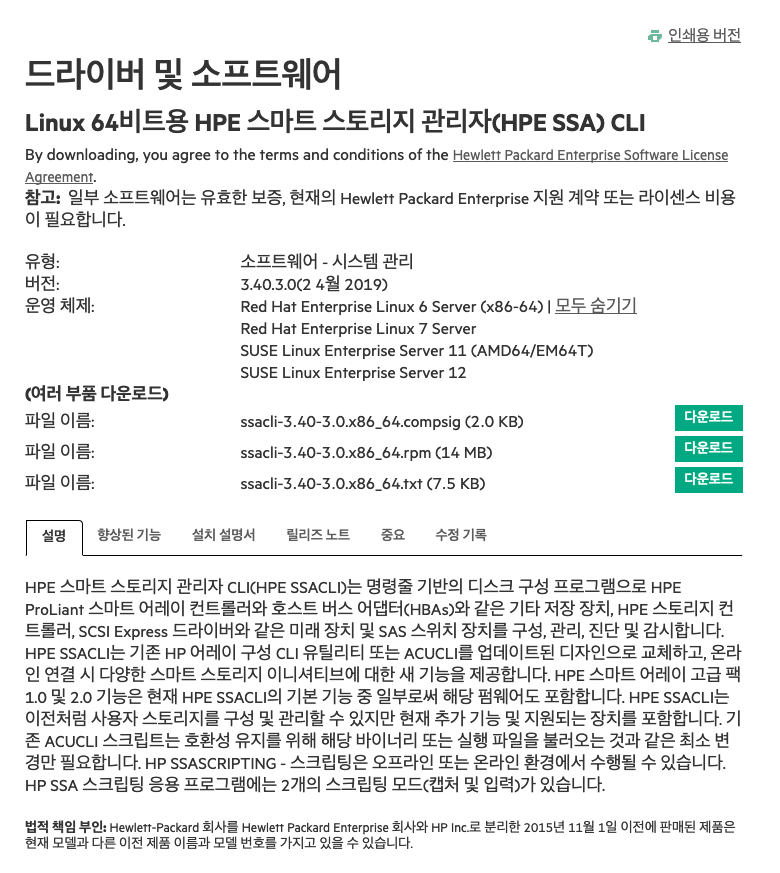 인쇄용 버전
드라이버 및 소프트웨어
Linux 64비트용 HPE 스마트 스토리지 관리자(HPE SSA) CLI
By downloading, you agree to the terms and conditions of the Hewlett Packard Enterprise Software License
Agreement.
참고: 일부 소프트웨어는 유효한 보증, 현재의 Hewlett Packard Enterprise 지원 계약 또는 라이센스 비용
이 필요합니다.
유형: 소프트웨어 - 시스템 관리
버전: 3.40.3.0(2 4월 2019)
운영 체제: Red Hat Enterprise Linux 6 Server (x86-64) | 모두 숨기기
Red Hat Enterprise Linux 7 Server
SUSE Linux Enterprise Server 11 (AMD64/EM64T)
SUSE Linux Enterprise Server 12
(여러 부품 다운로드)
파일 이름: ssacli-3.40-3.0.x86_64.compsig (2.0 KB) 다운로드
파일 이름: ssacli-3.40-3.0.x86_64.rpm (14 MB) 다운로드
파일 이름: ssacli-3.40-3.0.x86_64.txt (7.5 KB) 다운로드
설명 향상된 기능 설치 설명서 릴리즈 노트 중요 수정 기록
HPE 스마트 스토리지 관리자 CLI(HPE SSACLI)는 명령줄 기반의 디스크 구성 프로그램으로 HPE
ProLiant 스마트 어레이 컨트롤러와 호스트 버스 어댑터(HBAs)와 같은 기타 저장 장치, HPE 스토리지 컨
트롤러, SCSI Express 드라이버와 같은 미래 장치 및 SAS 스위치 장치를 구성, 관리, 진단 및 감시합니다.
HPE SSACLI는 기존 HP 어레이 구성 CLI 유틸리티 또는 ACUCLI를 업데이트된 디자인으로 교체하고, 온라
인 연결 시 다양한 스마트 스토리지 이니셔티브에 대한 새 기능을 제공합니다. HPE 스마트 어레이 고급 팩
1.0 및 2.0 기능은 현재 HPE SSACLI의 기본 기능 중 일부로써 해당 펌웨어도 포함합니다. HPE SSACLI는
이전처럼 사용자 스토리지를 구성 및 관리할 수 있지만 현재 추가 기능 및 지원되는 장치를 포함합니다. 기
존 ACUCLI 스크립트는 호환성 유지를 위해 해당 바이너리 또는 실행 파일을 불러오는 것과 같은 최소 변
경만 필요합니다. HP SSASCRIPTING - 스크립팅은 오프라인 또는 온라인 환경에서 수행될 수 있습니다.
HP SSA 스크립팅 응용 프로그램에는 2개의 스크립팅 모드(캡처 및 입력)가 있습니다.
법적 책임 부인: Hewlett-Packard 회사를 Hewlett Packard Enterprise 회사와 HP Inc.로 분리한 2015년 11월 1일 이전에 판매된 제품은
현재 모델과 다른 이전 제품 이름과 모델 번호를 가지고 있을 수 있습니다.